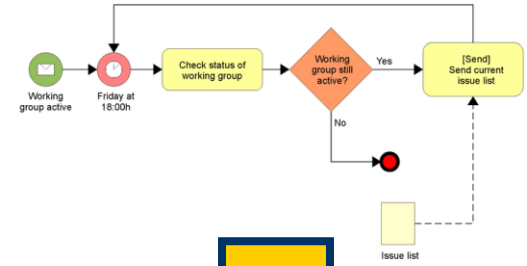 Working
group active
Friday at
18:00h
Check status of
working group
Working
group still
active?
Yes
[Send]
Send current
issue list
No
Issue list